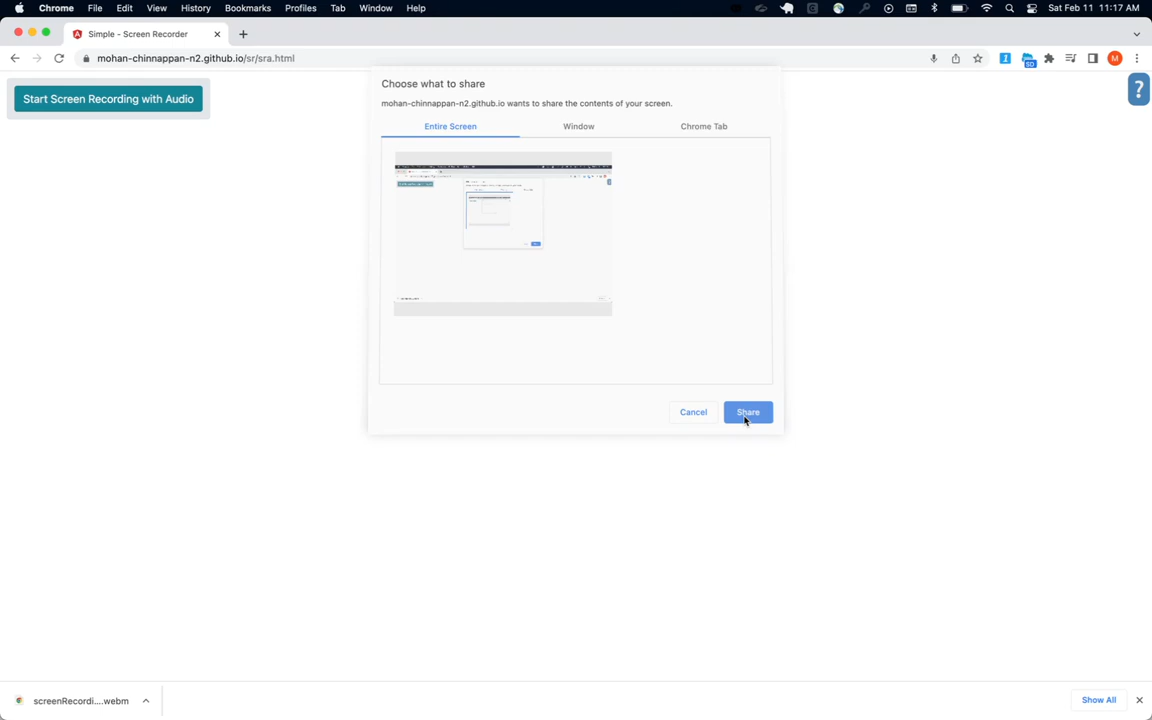 Chrome File Edit View History Bookmarks Profiles Tab Window Help Sat Feb 11 11:17 AM
Simple - Screen Recorder
mohan-chinnappan-n2.github.io/sr/sra.html
SD
M
Start Screen Recording with Audio
?
Choose what to share
mohan-chinnappan-n2.github.io wants to share the contents of your screen.
Entire Screen Window Chrome Tab
Cancel Share
screenRecordi....webm
Show All